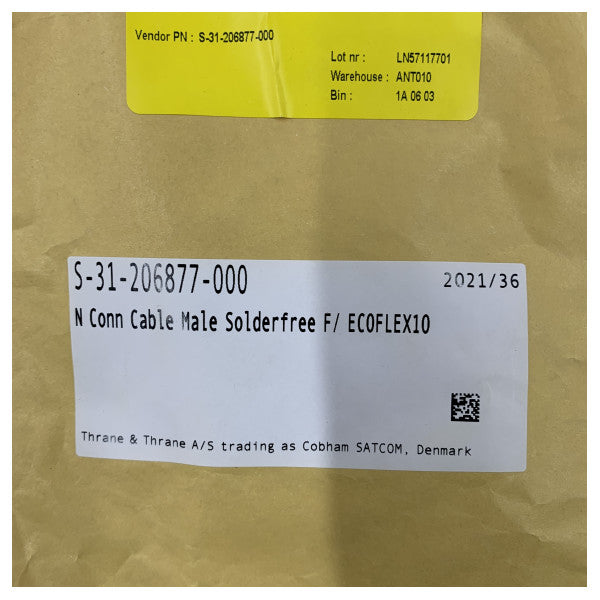 Vendor PN : S-31-206877-000
Lot nr : LN57117701
Warehouse : ANT010
Bin : 1A 06 03
S-31-206877-000 2021/36
N Conn Cable Male Solderfree F/ ECOFLEX10
Thrane & Thrane A/S trading as Cobham SATCOM, Denmark